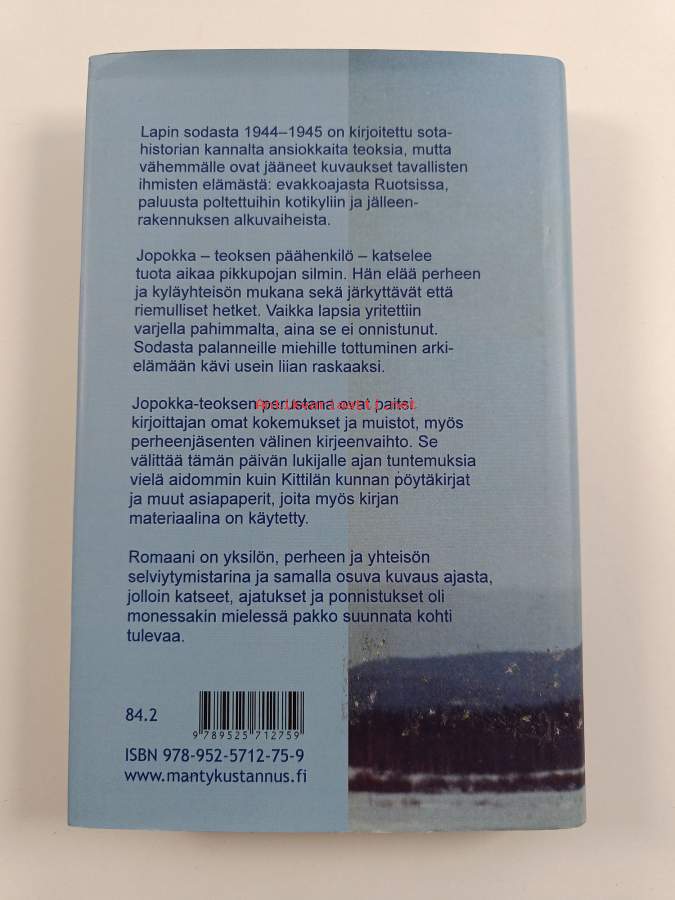 Lapin sodasta 1944–1945 on kirjoitettu sota-
historian kannalta ansiokkaita teoksia, mutta
vähemmälle ovat jääneet kuvaukset tavallisten
ihmisten elämästä: evakkoajasta Ruotsissa,
paluusta poltettuihin kotikyliin ja jälleen-
rakennuksen alkuvaiheista.
Jopokka – teoksen päähenkilö – katselee
tuota aikaa pikkupojan silmin. Hän elää perheen
ja kyläyhteisön mukana sekä järkyttävät että
riemulliset hetket. Vaikka lapsia yritettiin
varjella pahimmalta, aina se ei onnistunut.
Sodasta palanneille miehille tottuminen arki-
elämään kävi usein liian raskaaksi.
Jopokka-teoksen perustana ovat paitsi
Antikvariaatti.net
kirjoittajan omat kokemukset ja muistot, myös
perheenjäsenten välinen kirjeenvaihto. Se
välittää tämän päivän lukijalle ajan tuntemuksia
vielä aidommin kuin Kittilän kunnan pöytäkirjat
ja muut asiapaperit, joita myös kirjan
materiaalina on käytetty.
Romaani on yksilön, perheen ja yhteisön
selviytymistarina ja samalla osuva kuvaus ajasta,
jolloin katseet, ajatukset ja ponnistukset oli
monessakin mielessä pakko suunnata kohti
tulevaa.
84.2
9 789525 712759
ISBN 978-952-5712-75-9
www.mantykustannus.fi